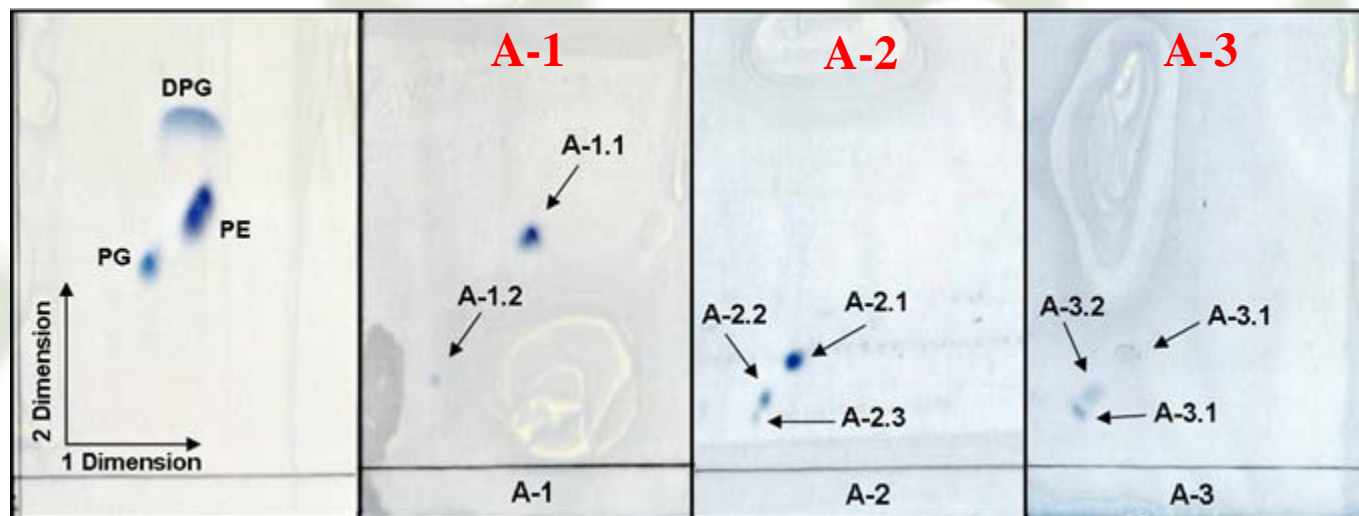 DPG
PE
PG
2 Dimension
1 Dimension
A-1
A-1.1
A-1.2
A-1
A-2
A-2.2
A-2.1
A-2.3
A-2
A-3
A-3.2
A-3.1
A-3.1
A-3